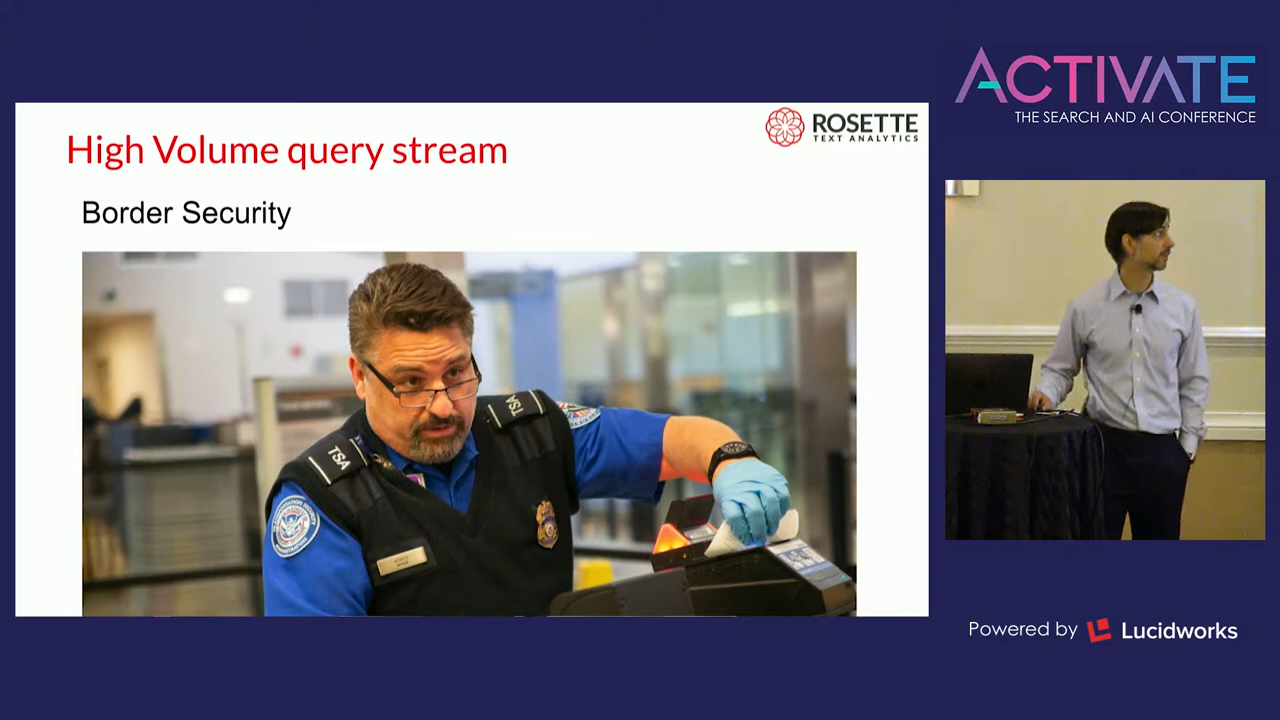 High Volume query stream
ROSETTE
TEXT ANALYTICS
Border Security
TSA
TSA
ACTIVATE
THE SEARCH AND AI CONFERENCE
Powered by Lucidworks